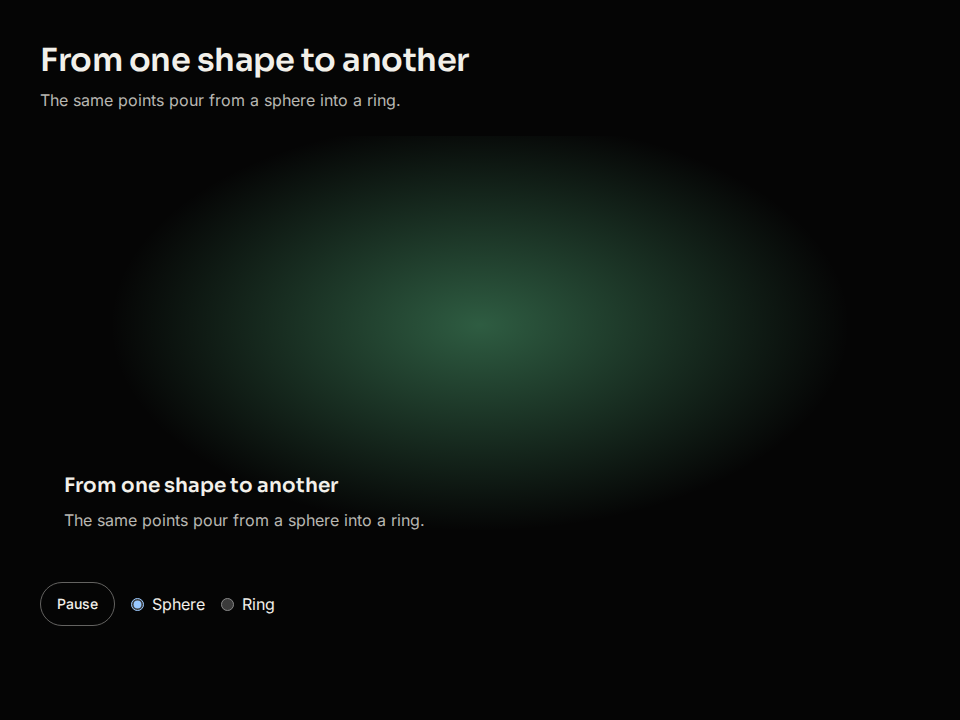 From one shape to another
The same points pour from a sphere into a ring.
From one shape to another
The same points pour from a sphere into a ring.
Pause
Sphere
Ring